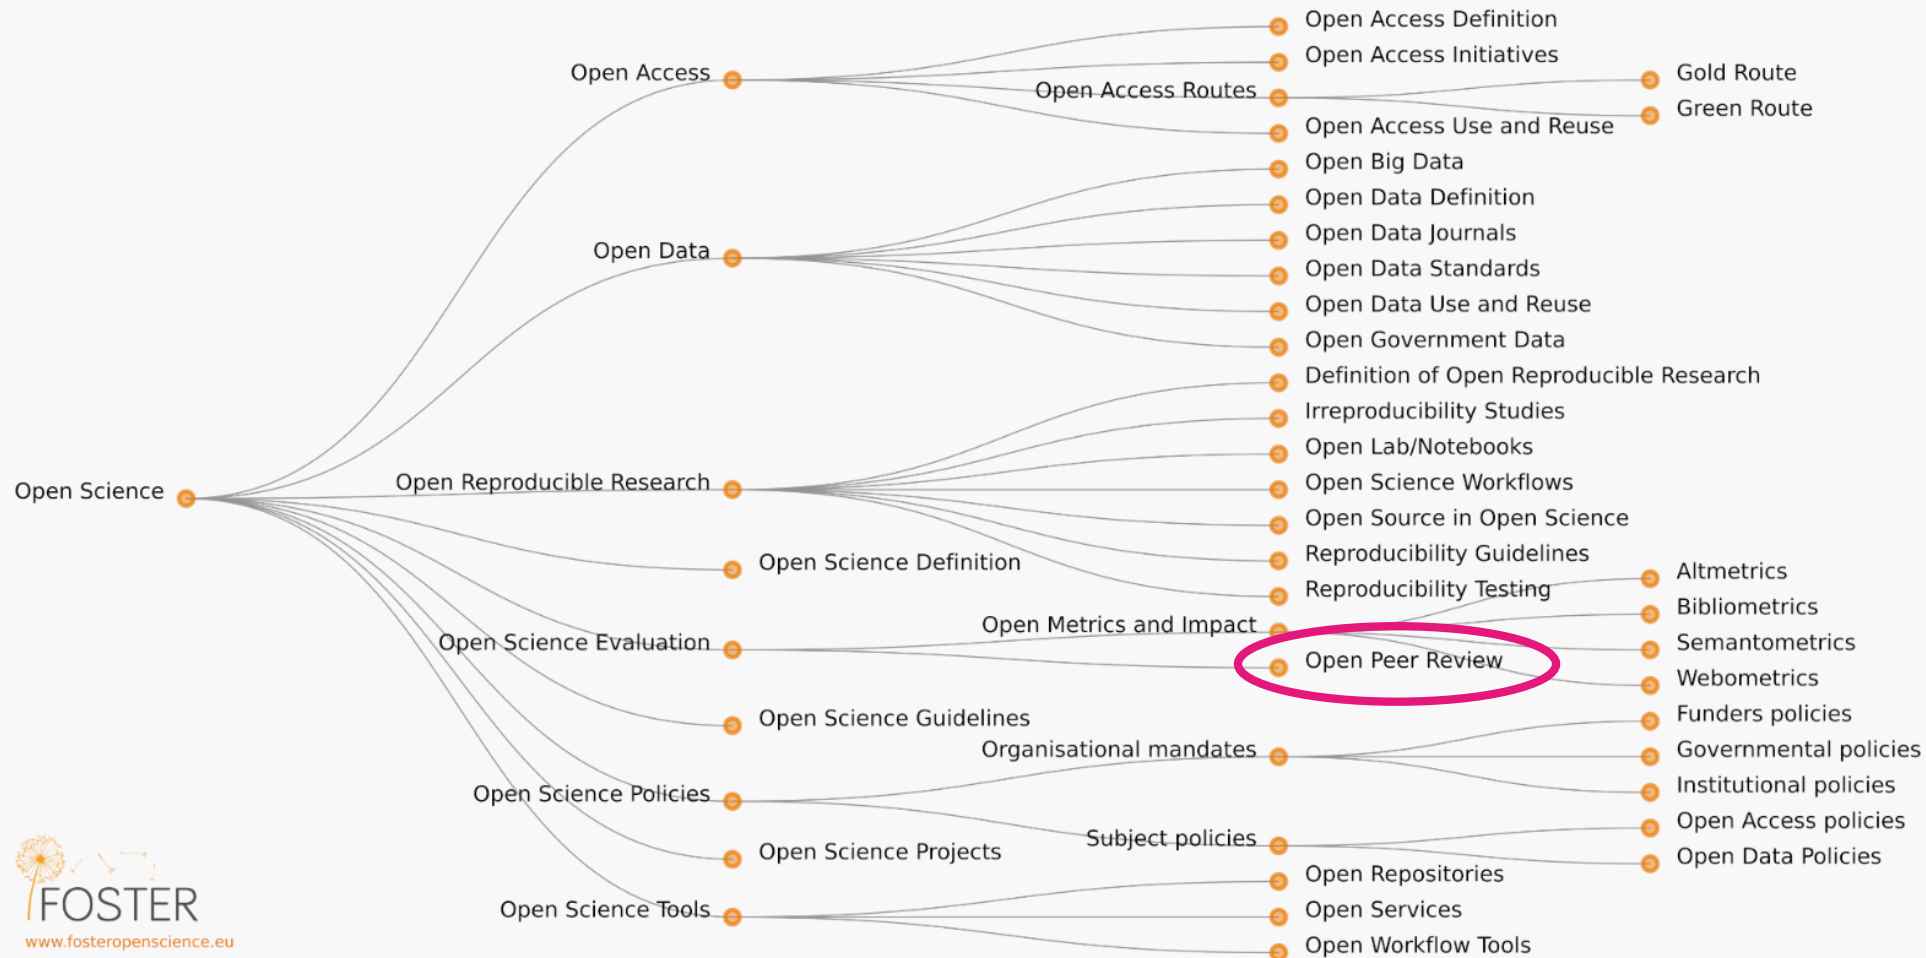 Open Science
Open Access
Open Access Definition
Open Access Initiatives
Open Access Routes
Gold Route
Green Route
Open Access Use and Reuse
Open Data
Open Big Data
Open Data Definition
Open Data Journals
Open Data Standards
Open Data Use and Reuse
Open Government Data
Open Reproducible Research
Definition of Open Reproducible Research
Irreproducibility Studies
Open Lab/Notebooks
Open Science Workflows
Open Source in Open Science
Reproducibility Guidelines
Reproducibility Testing
Open Science Definition
Open Science Evaluation
Open Metrics and Impact
Altmetrics
Bibliometrics
Semantometrics
Webometrics
Open Peer Review
Open Science Guidelines
Open Science Policies
Organisational mandates
Funders policies
Governmental policies
Institutional policies
Subject policies
Open Access policies
Open Data Policies
Open Science Projects
Open Science Tools
Open Repositories
Open Services
Open Workflow Tools
FOSTER
www.fosteropenscience.eu